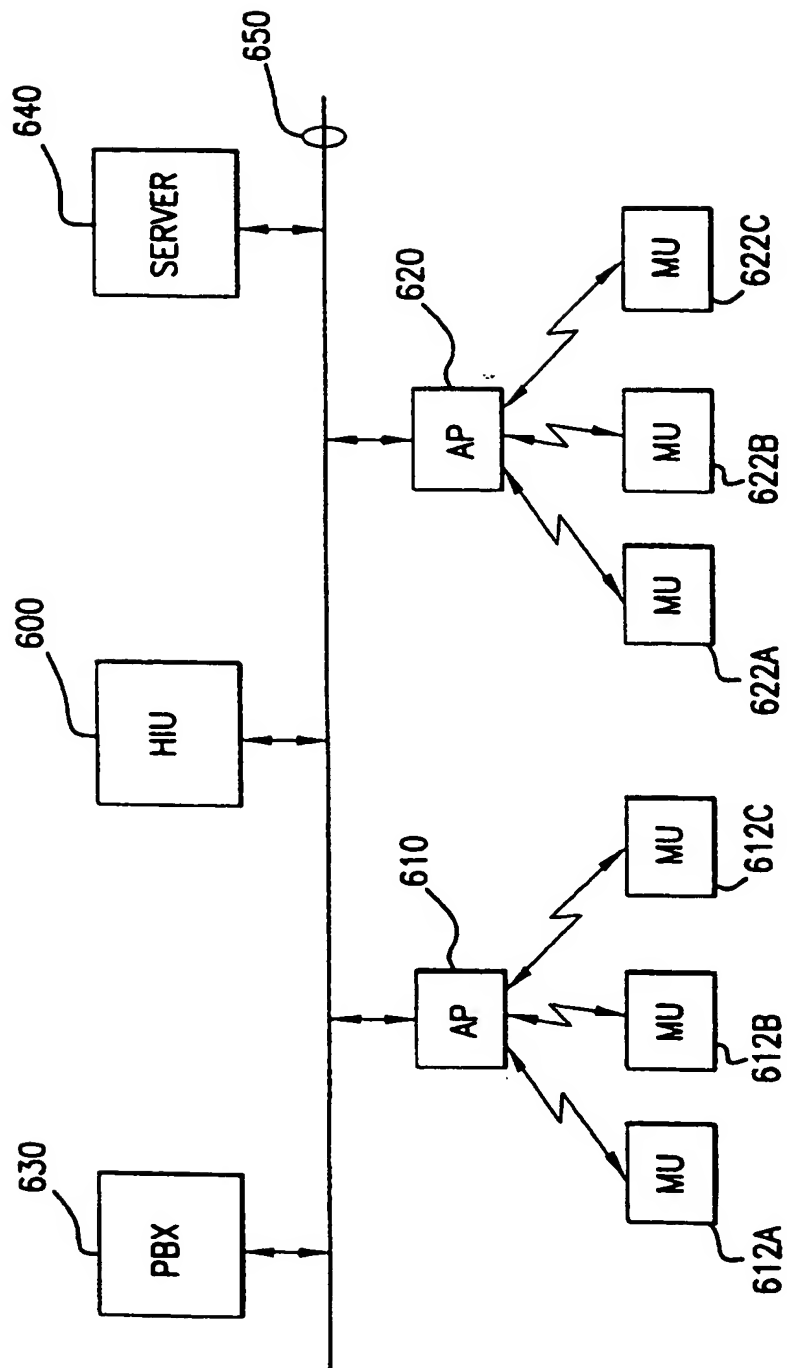 630
600
640
PBX
HIU
SERVER
650
610
620
AP
AP
MU
MU
MU
MU
MU
MU
612A
612B
612C
622A
622B
622C